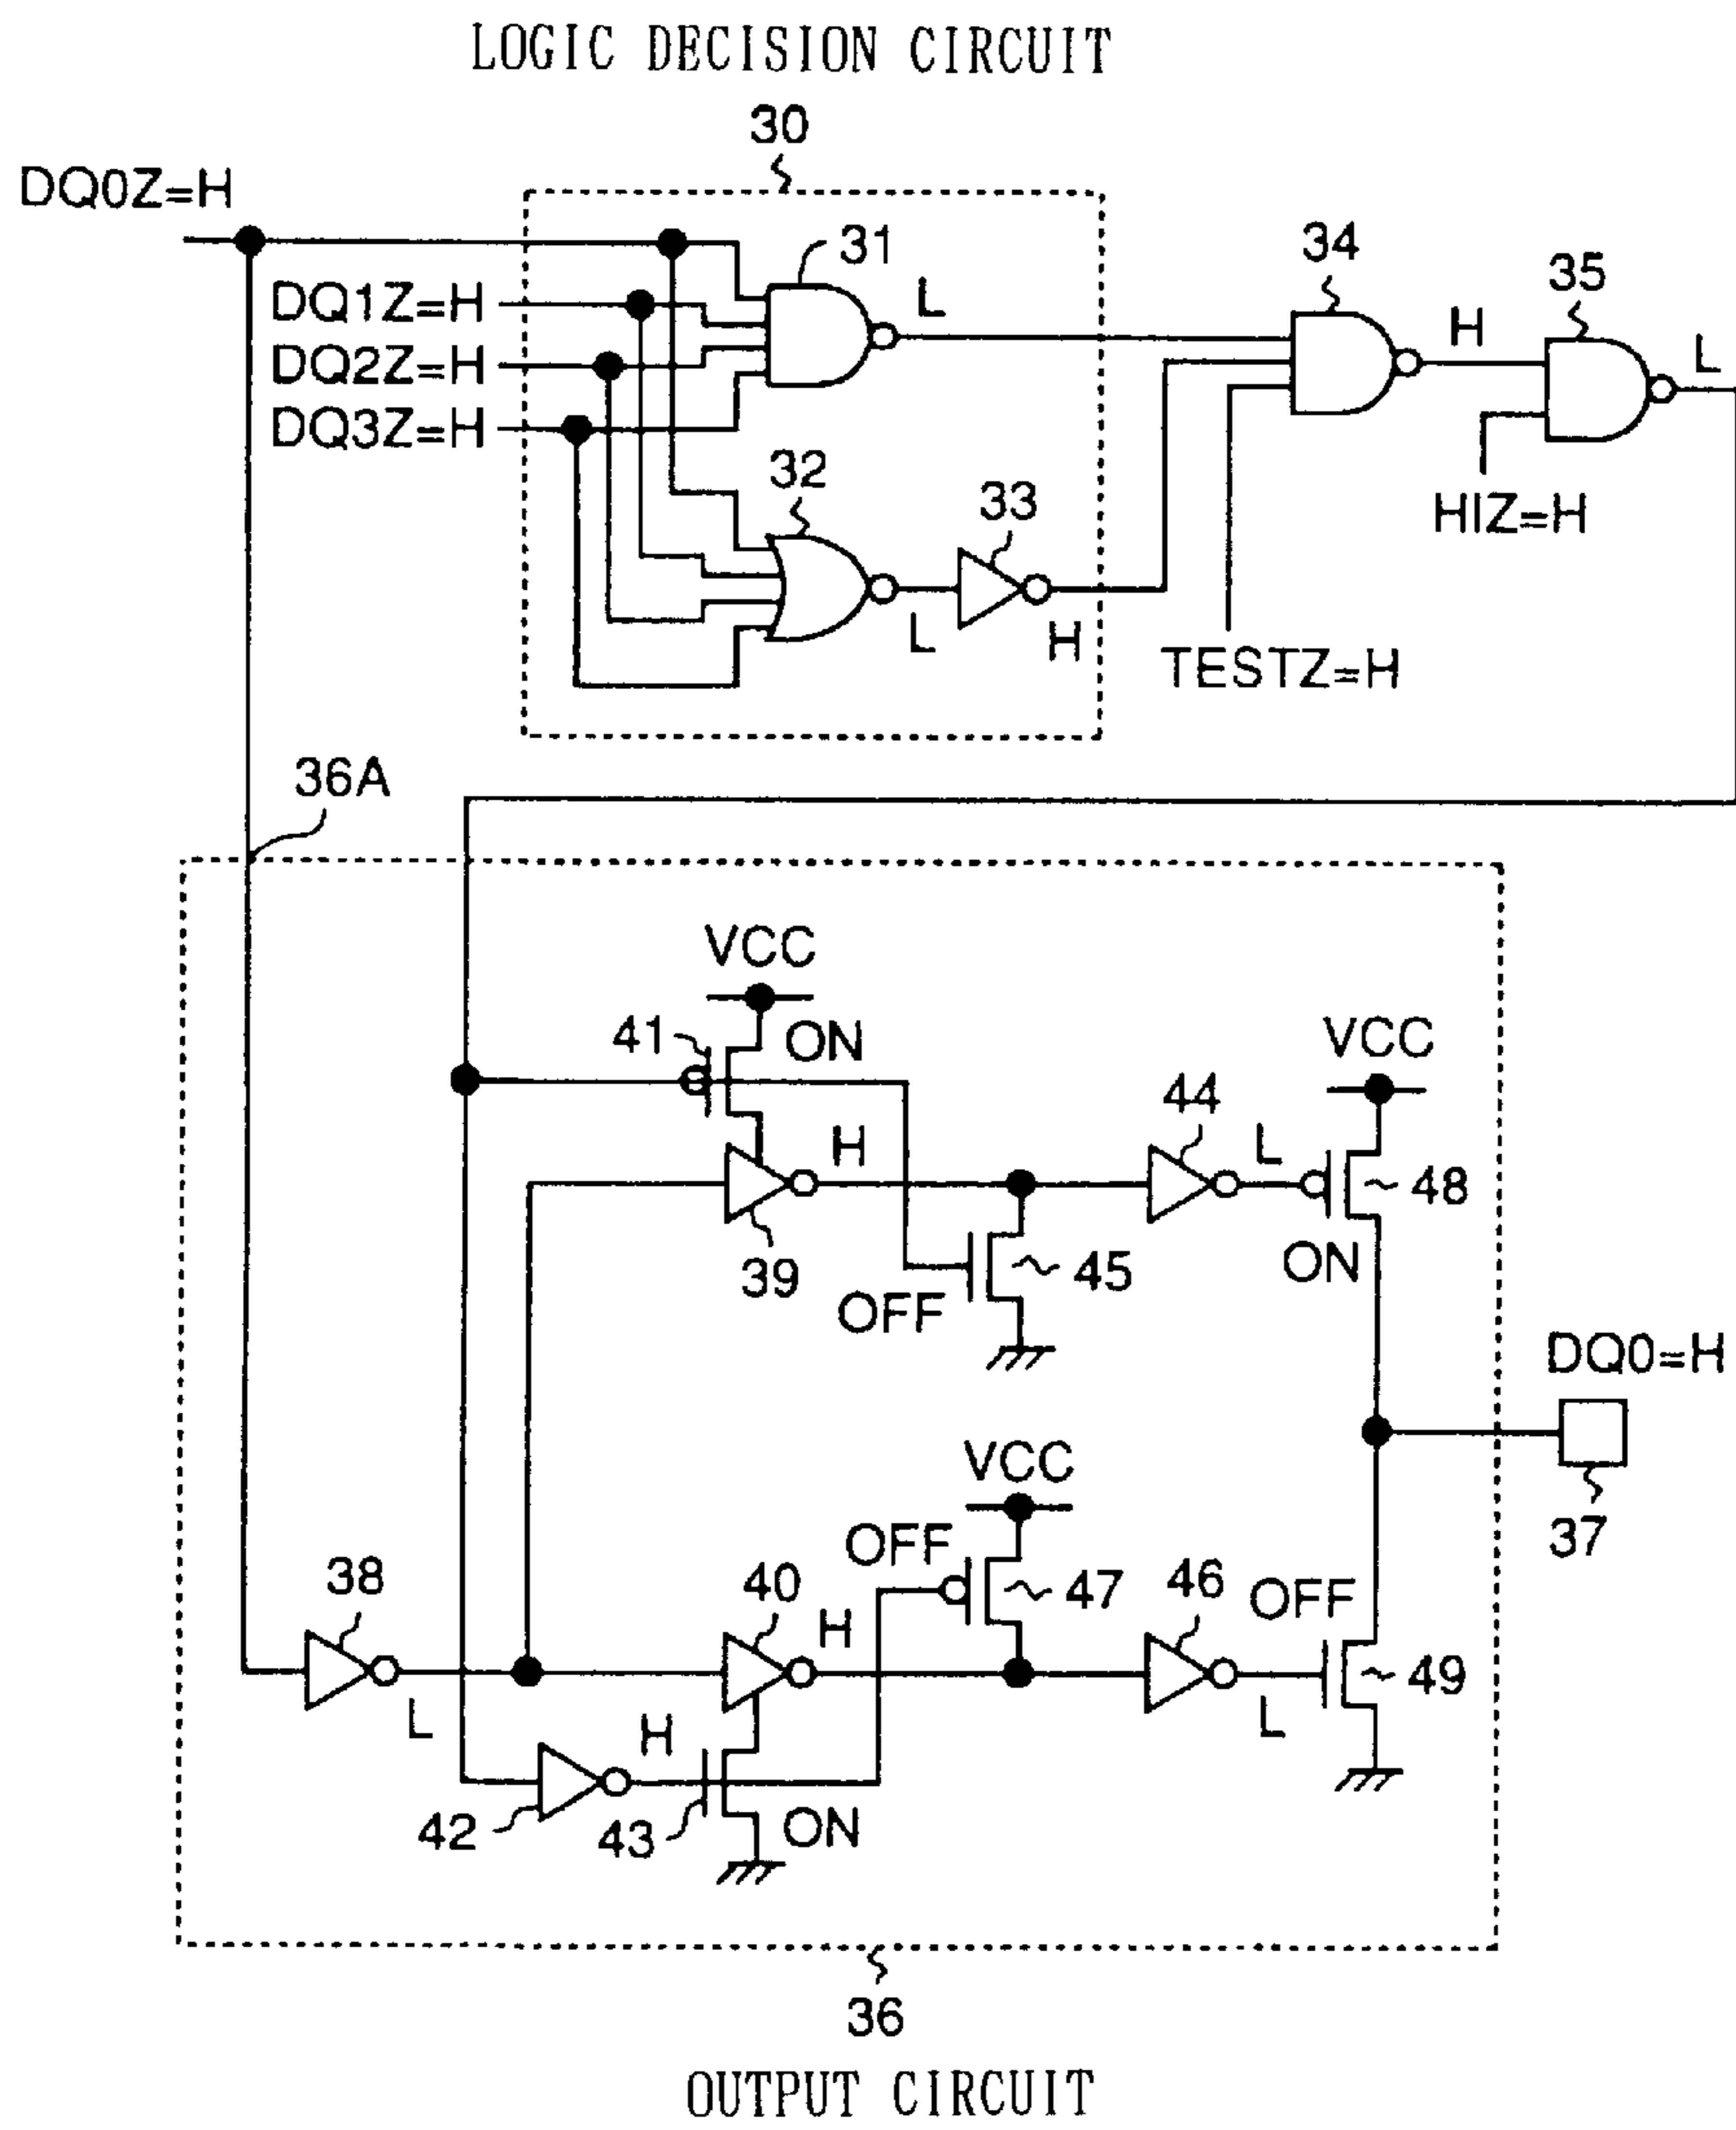 LOGIC DECISION CIRCUIT
30
DQ0Z=H
31
34
35
DQ1Z=H
L
H
L
DQ2Z=H
DQ3Z=H
32
33
HIZ=H
L
H
TESTZ=H
36A
VCC
41
ON
VCC
44
H
L
48
39
45
ON
OFF
DQ0=H
VCC
OFF
37
38
40
47
46
H
OFF
49
L
H
L
42
43
ON
36
OUTPUT CIRCUIT